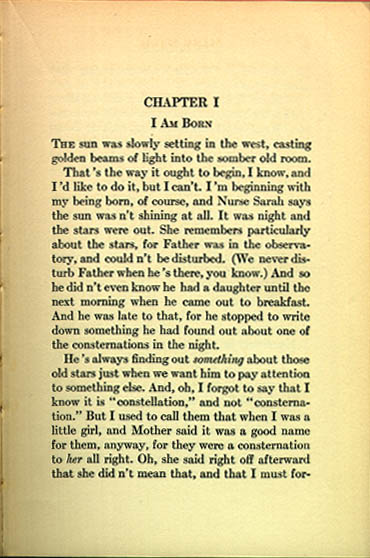 CHAPTER I
I AM BORN
THE sun was slowly setting in the west, casting
golden beams of light into the somber old room.
That's the way it ought to begin, I know, and
I'd like to do it, but I can't. I'm beginning with
my being born, of course, and Nurse Sarah says
the sun was n't shining at all. It was night and
the stars were out. She remembers particularly
about the stars, for Father was in the observa-
tory, and could n't be disturbed. (We never dis-
turb Father when he's there, you know.) And so
he did n't even know he had a daughter until the
next morning when he came out to breakfast.
And he was late to that, for he stopped to write
down something he had found out about one of
the consternations in the night.
He's always finding out something about those
old stars just when we want him to pay attention
to something else. And, oh, I forgot to say that I
know it is "constellation," and not "consterna-
tion." But I used to call them that when I was a
little girl, and Mother said it was a good name
for them, anyway, for they were a consternation
to her all right. Oh, she said right off afterward
that she did n't mean that, and that I must for-